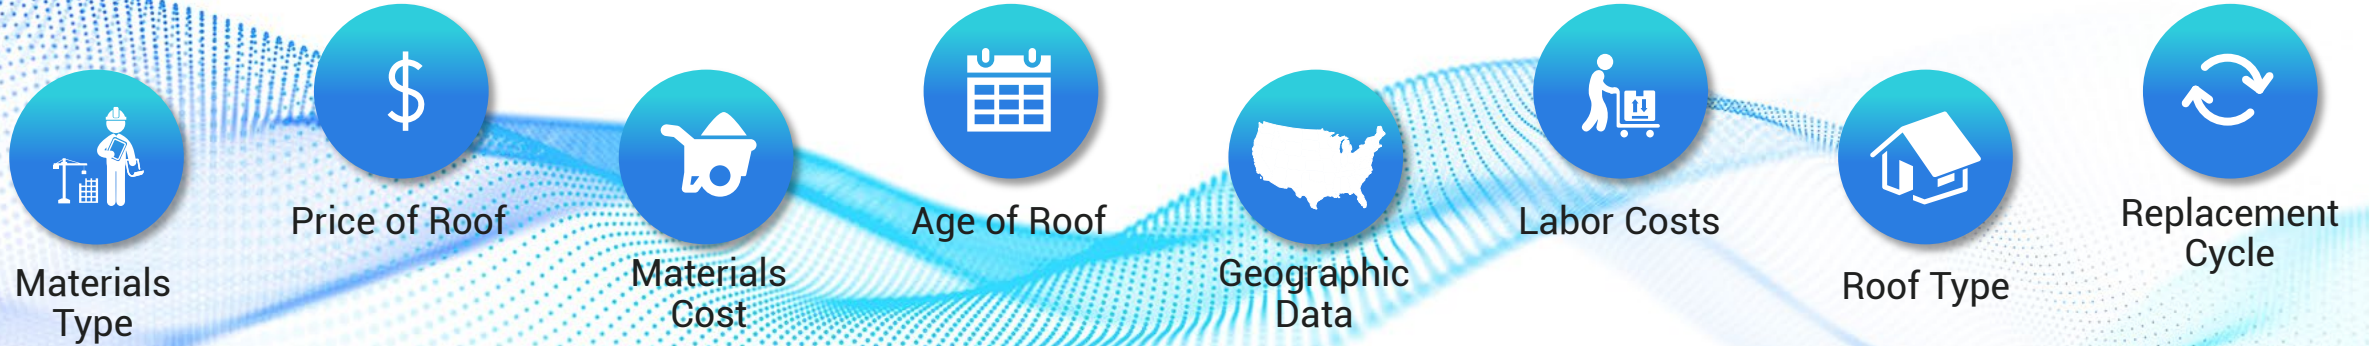 Materials
Type
Price of Roof
Materials
Cost
Age of Roof
Geographic
Data
Labor Costs
Roof Type
Replacement
Cycle